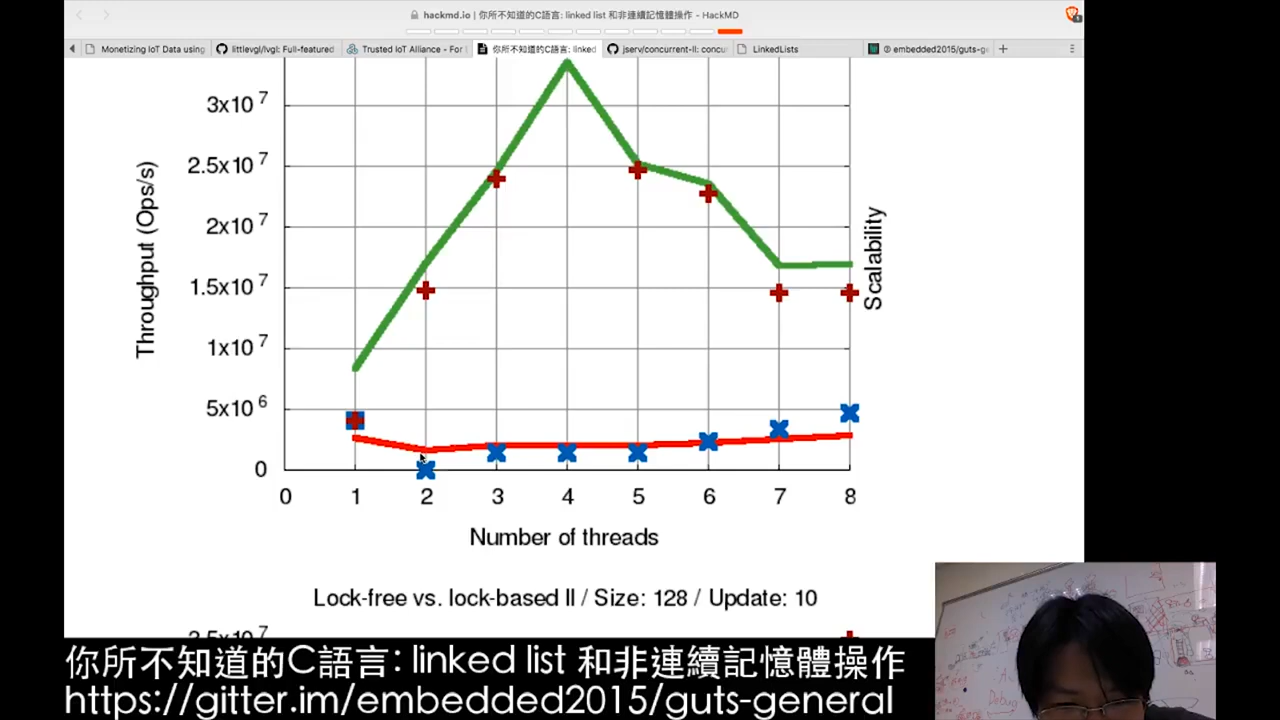 hackmd.io | 你所不知道的C語言: linked list 和非連續記憶體操作 - HackMD
Monetizing IoT Data using
littlevgl/lvgl: Full-featured
Trusted IoT Alliance - For
你所不知道的C語言: linked
jserv/concurrent-ll: concu
LinkedLists
embedded2015/guts-ge
3x10 7
2.5x10 7
2x10 7
1.5x10 7
1x10 7
5x10 6
0
Throughput (Ops/s)
Scalability
0 1 2 3 4 5 6 7 8
Number of threads
Lock-free vs. lock-based ll / Size: 128 / Update: 10
2.5x10 7
你所不知道的C語言: linked list 和非連續記憶體操作
https://gitter.im/embedded2015/guts-general